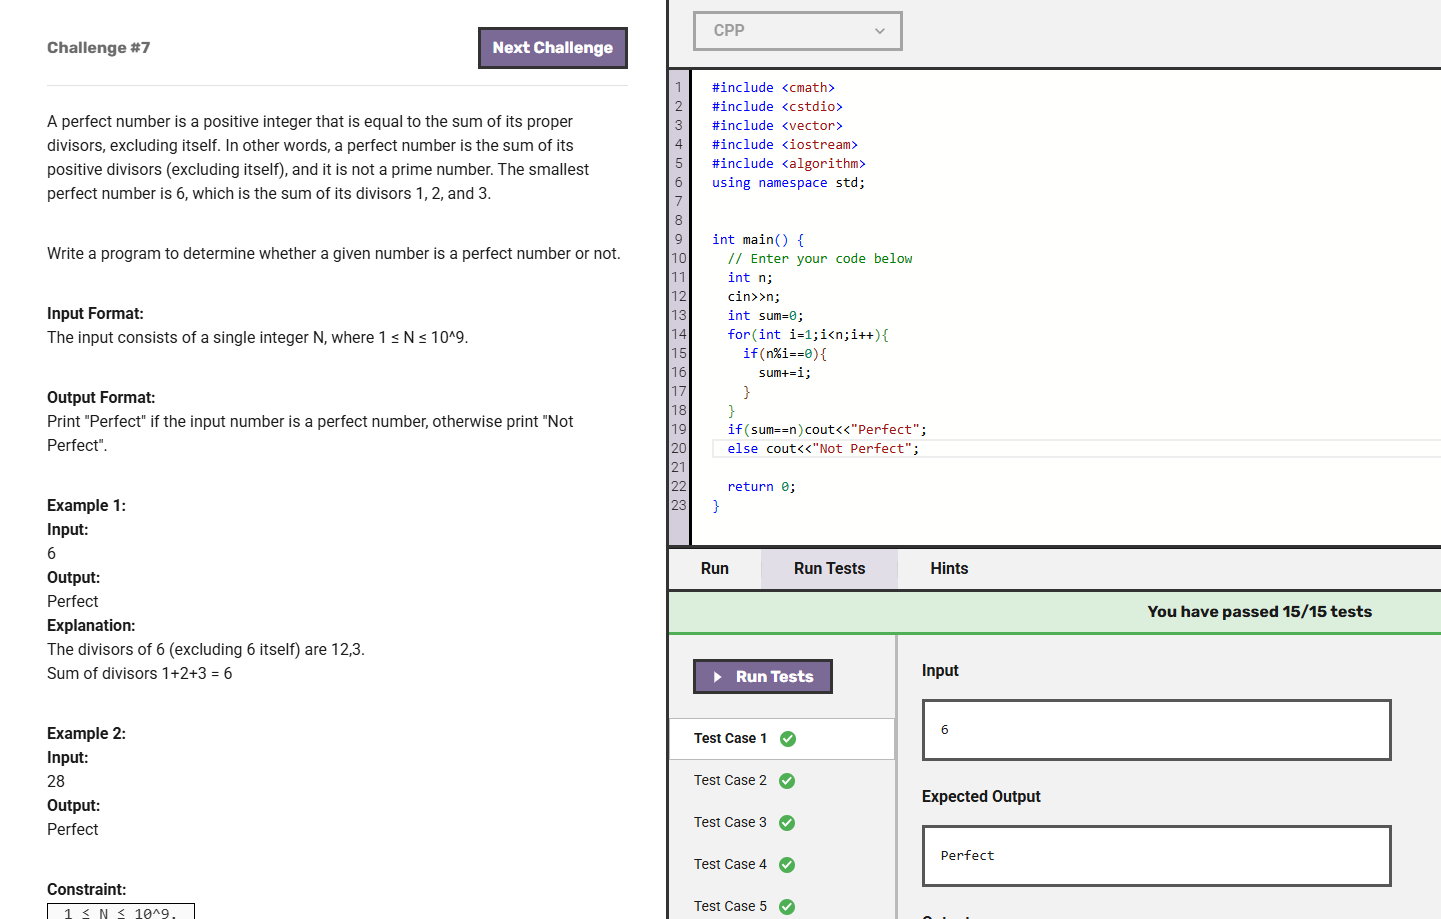 Challenge #7
Next Challenge
A perfect number is a positive integer that is equal to the sum of its proper
divisors, excluding itself. In other words, a perfect number is the sum of its
positive divisors (excluding itself), and it is not a prime number. The smallest
perfect number is 6, which is the sum of its divisors 1, 2, and 3.
Write a program to determine whether a given number is a perfect number or not.
Input Format:
The input consists of a single integer N, where 1 ≤ N ≤ 10^9.
Output Format:
Print "Perfect" if the input number is a perfect number, otherwise print "Not
Perfect".
Example 1:
Input:
6
Output:
Perfect
Explanation:
The divisors of 6 (excluding 6 itself) are 12,3.
Sum of divisors 1+2+3 = 6
Example 2:
Input:
28
Output:
Perfect
Constraint:
1 ≤ N ≤ 10^9.
CPP
1 #include <cmath>
2 #include <cstdio>
3 #include <vector>
4 #include <iostream>
5 #include <algorithm>
6 using namespace std;
7
8
9 int main() {
10 // Enter your code below
11 int n;
12 cin>>n;
13 int sum=0;
14 for(int i=1;i<n;i++){
15 if(n%i==0){
16 sum+=i;
17 }
18 }
19 if(sum==n)cout<<"Perfect";
20 else cout<<"Not Perfect";
21
22 return 0;
23 }
Run
Run Tests
Hints
You have passed 15/15 tests
Run Tests
Test Case 1
Test Case 2
Test Case 3
Test Case 4
Test Case 5
Input
6
Expected Output
Perfect